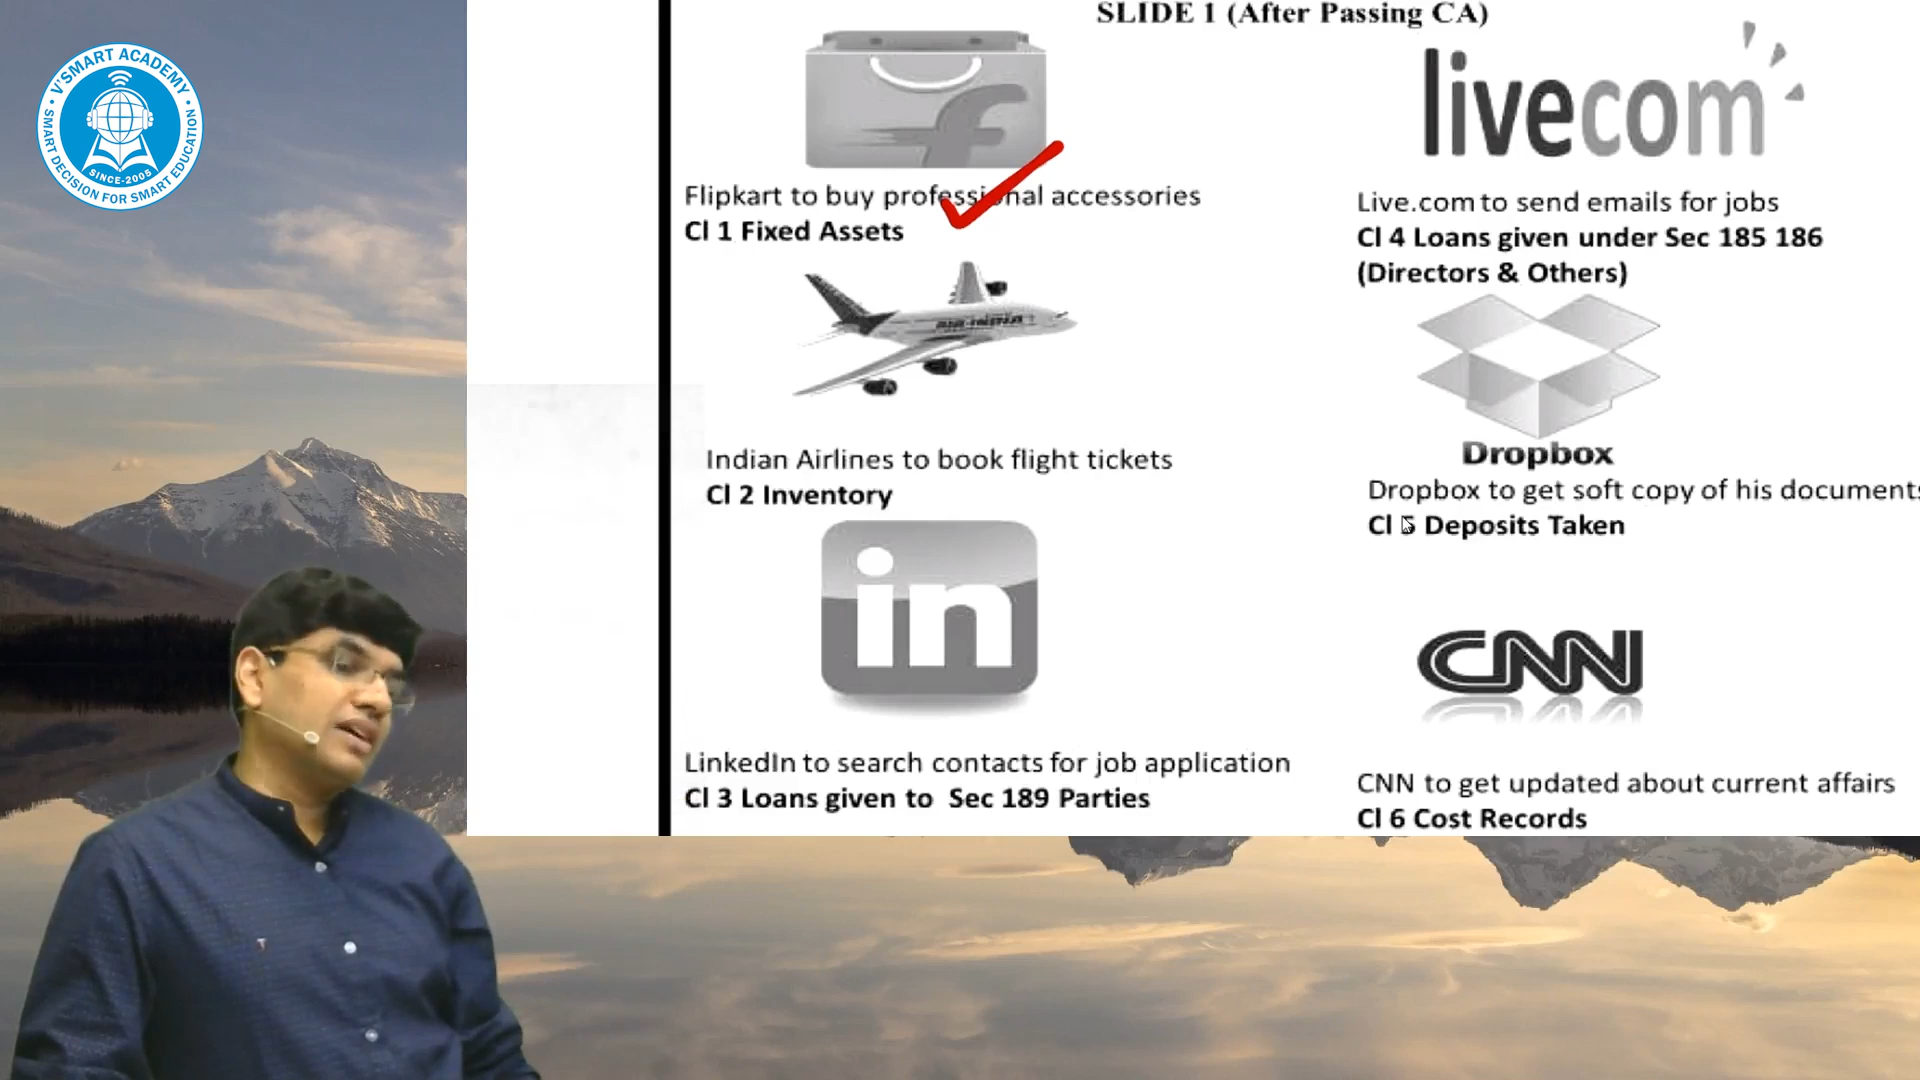 V'SMART ACADEMY
SMART DECISION FOR SMART EDUCATION
SINCE-2005
SLIDE 1 (After Passing CA)
f
Flipkart to buy professional accessories
Cl 1 Fixed Assets
AIR-INDIA
Indian Airlines to book flight tickets
Cl 2 Inventory
in
LinkedIn to search contacts for job application
Cl 3 Loans given to Sec 189 Parties
livecom
Live.com to send emails for jobs
Cl 4 Loans given under Sec 185 186
(Directors & Others)
Dropbox
Dropbox to get soft copy of his documents
Cl 5 Deposits Taken
CNN
CNN to get updated about current affairs
Cl 6 Cost Records